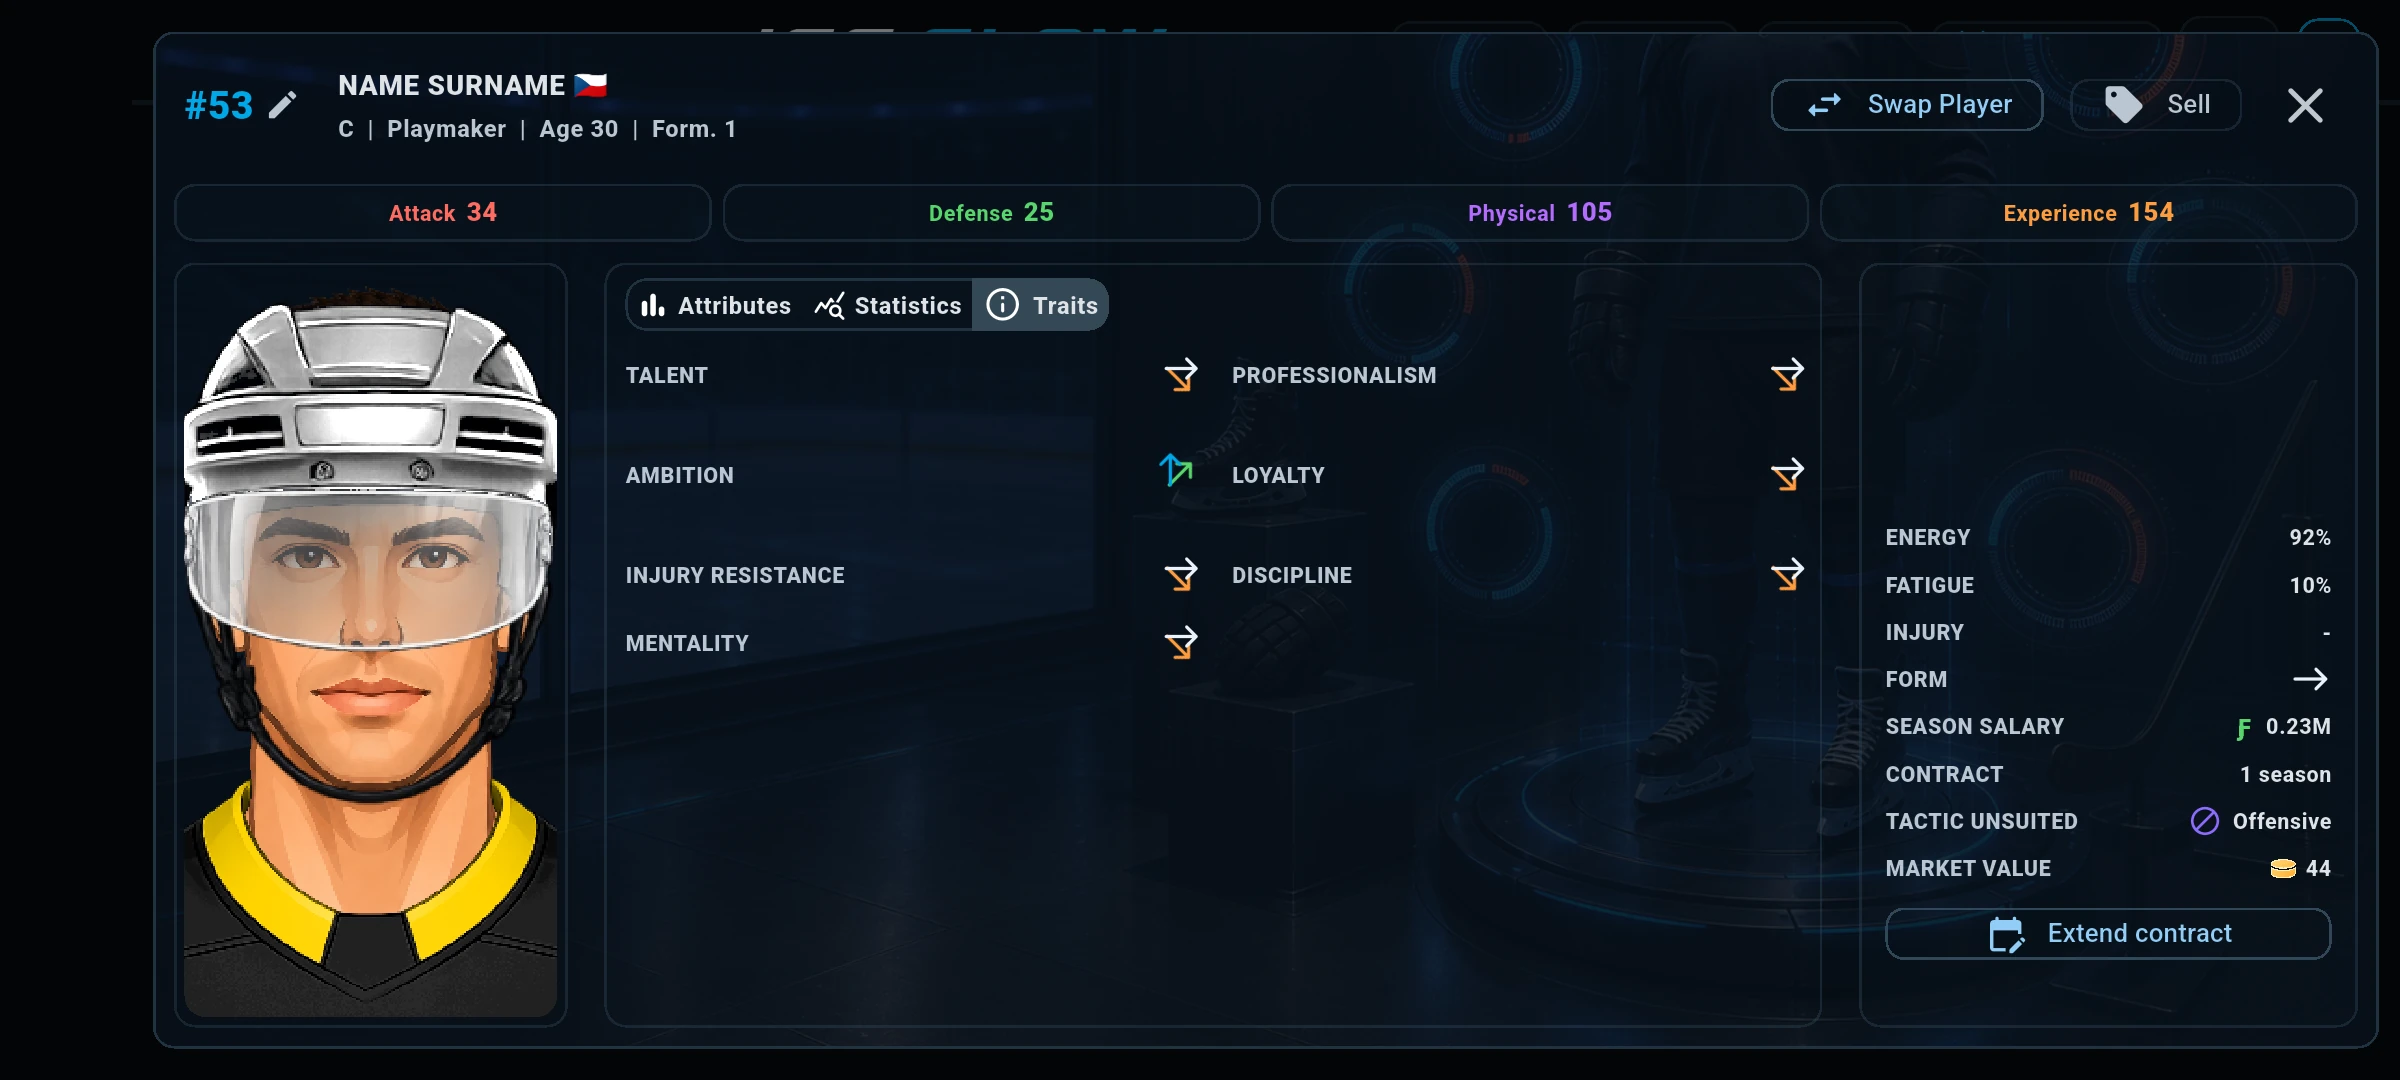 #53
NAME SURNAME
C | Playmaker | Age 30 | Form. 1
Swap Player
Sell
Attack 34
Defense 25
Physical 105
Experience 154
Attributes
Statistics
Traits
TALENT
PROFESSIONALISM
AMBITION
LOYALTY
INJURY RESISTANCE
DISCIPLINE
MENTALITY
ENERGY 92%
FATIGUE 10%
INJURY -
FORM
SEASON SALARY Ƒ 0.23M
CONTRACT 1 season
TACTIC UNSUITED Offensive
MARKET VALUE 44
Extend contract